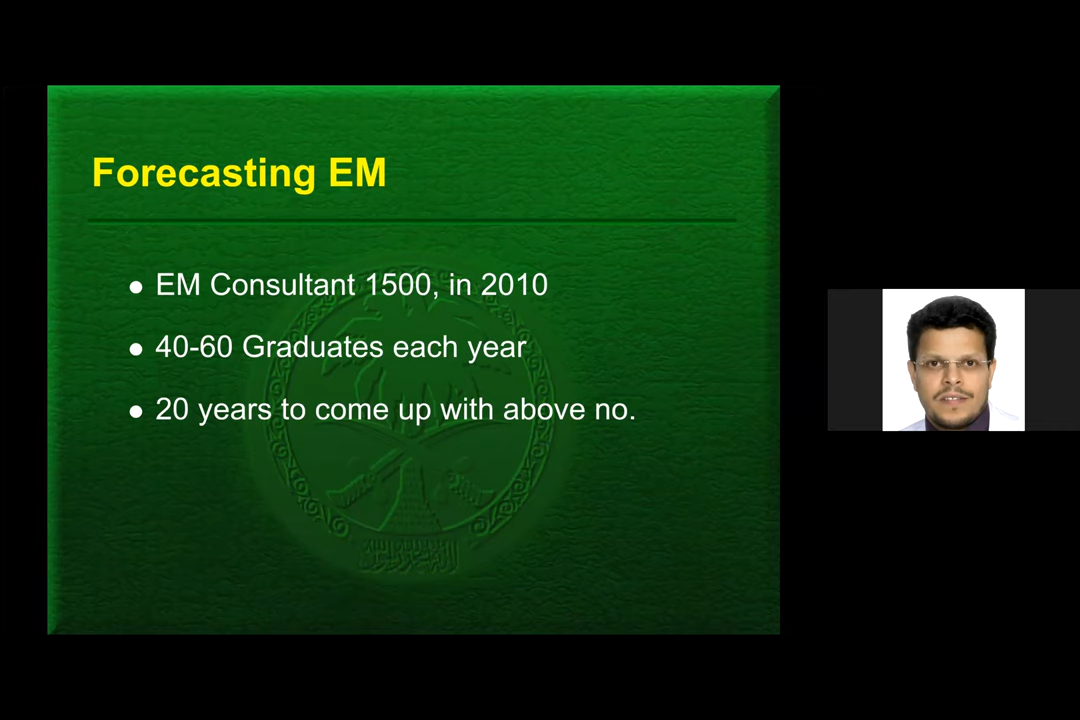 Forecasting EM
EM Consultant 1500, in 2010
40-60 Graduates each year
20 years to come up with above no.